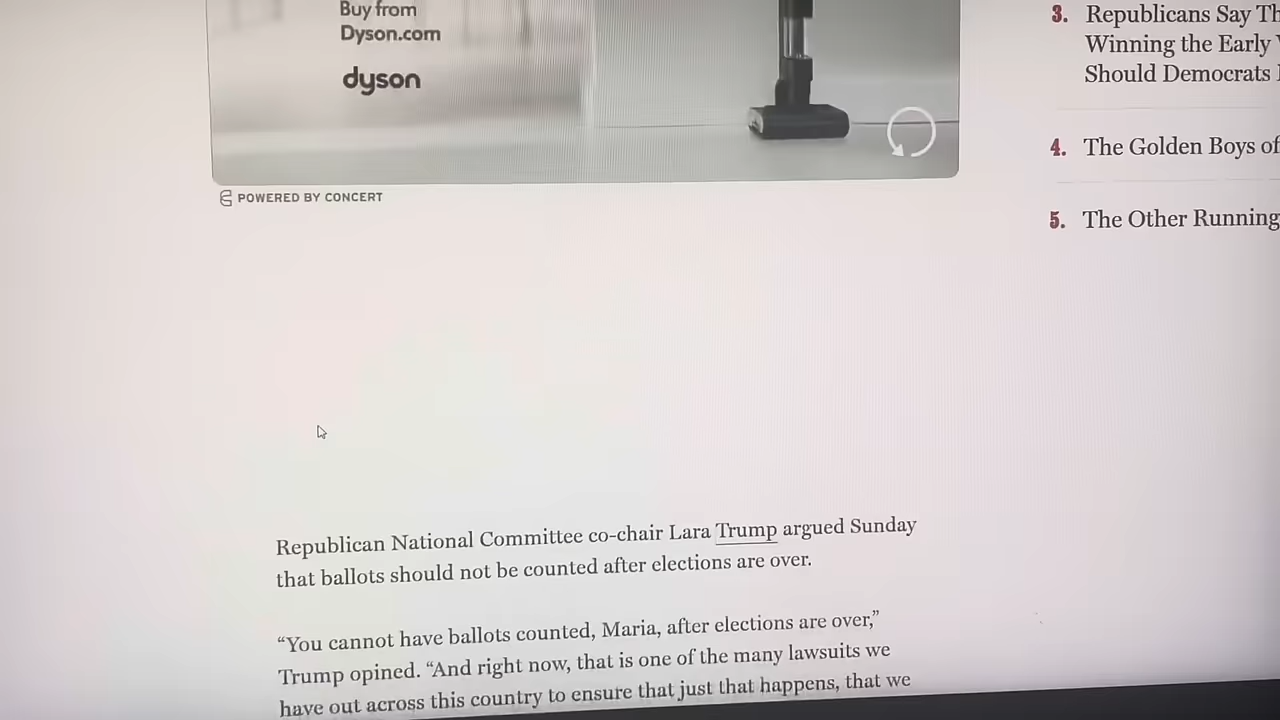 Buy from
Dyson.com
dyson
POWERED BY CONCERT
3. Republicans Say
Winning the Early
Should Democrats
4. The Golden Boys of
5. The Other Running
Republican National Committee co-chair Lara Trump argued Sunday
that ballots should not be counted after elections are over.
“You cannot have ballots counted, Maria, after elections are over,”
Trump opined. “And right now, that is one of the many lawsuits we
have out across this country to ensure that just that happens, that we